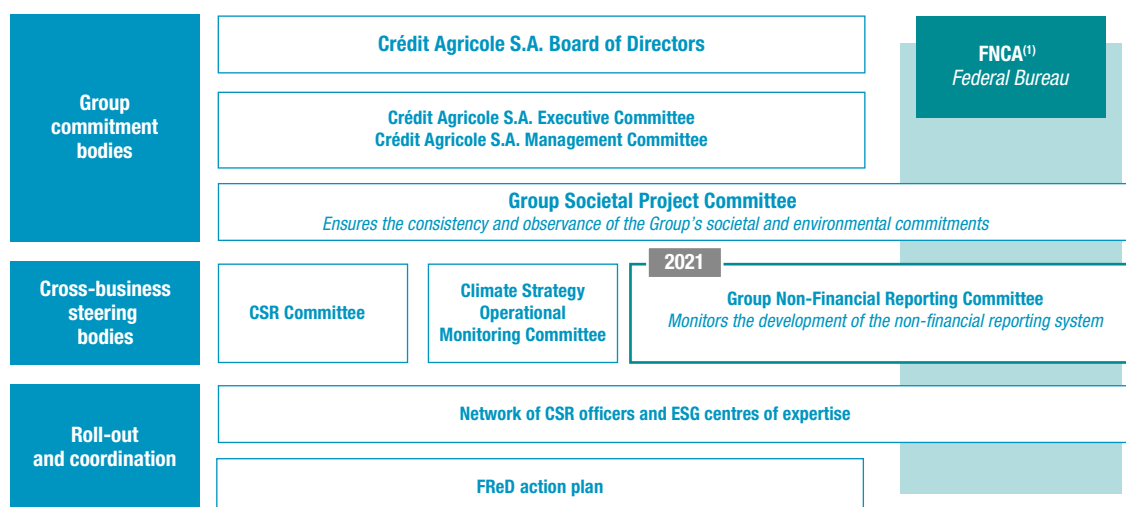 Group
commitment
bodies
Crédit Agricole S.A. Board of Directors
FNCA(1)
Federal Bureau
Crédit Agricole S.A. Executive Committee
Crédit Agricole S.A. Management Committee
Group Societal Project Committee
Ensures the consistency and observance of the Group's societal and environmental commitments
Cross-business
steering
bodies
CSR Committee
Climate Strategy
Operational
Monitoring Committee
2021
Group Non-Financial Reporting Committee
Monitors the development of the non-financial reporting system
Roll-out
and coordination
Network of CSR officers and ESG centres of expertise
FReD action plan